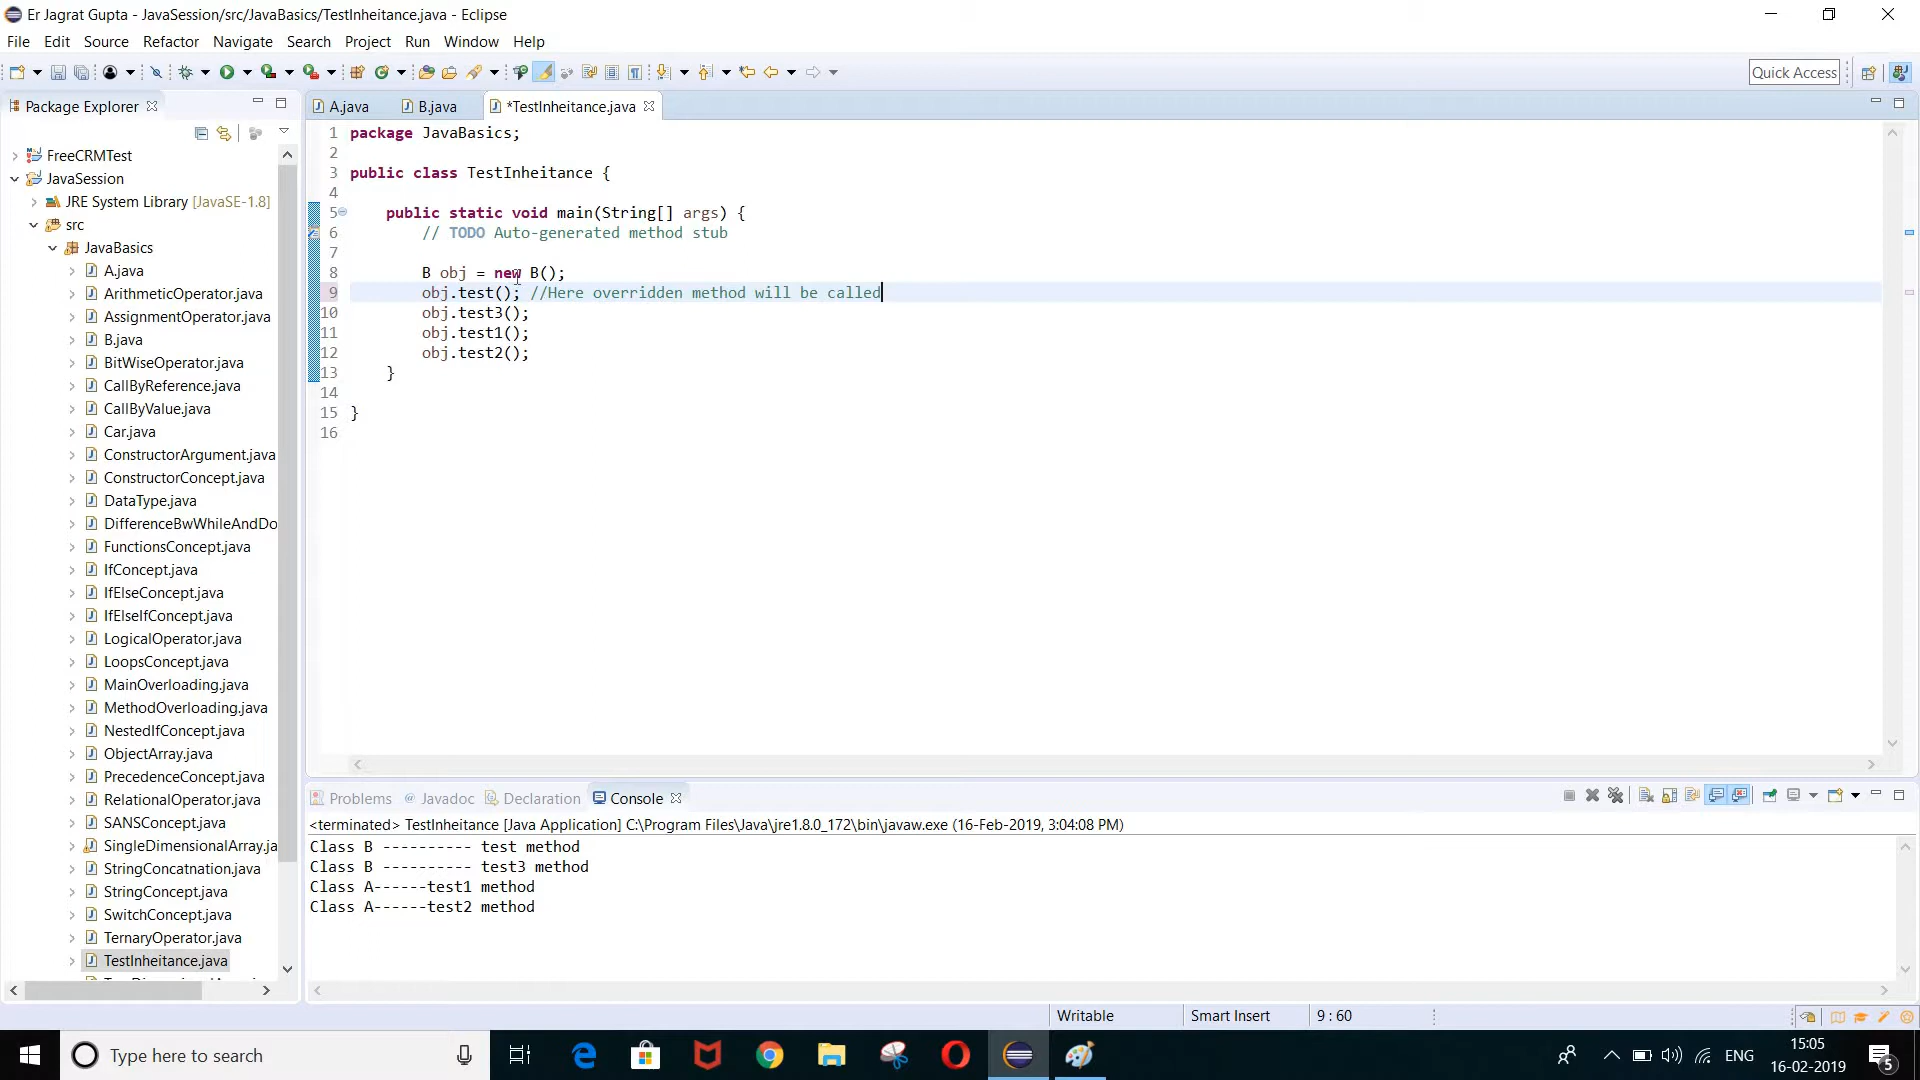 Er Jagrat Gupta - JavaSession/src/JavaBasics/TestInheitance.java - Eclipse
File Edit Source Refactor Navigate Search Project Run Window Help
Quick Access
Package Explorer
FreeCRMTest
JavaSession
JRE System Library [JavaSE-1.8]
src
JavaBasics
A.java
ArithmeticOperator.java
AssignmentOperator.java
B.java
BitWiseOperator.java
CallByReference.java
CallByValue.java
Car.java
ConstructorArgument.java
ConstructorConcept.java
DataType.java
DifferenceBwWhileAndDo
FunctionsConcept.java
IfConcept.java
IfElseConcept.java
IfElseIfConcept.java
LogicalOperator.java
LoopsConcept.java
MainOverloading.java
MethodOverloading.java
NestedIfConcept.java
ObjectArray.java
PrecedenceConcept.java
RelationalOperator.java
SANSConcept.java
SingleDimensionalArray.ja
StringConcatnation.java
StringConcept.java
SwitchConcept.java
TernaryOperator.java
TestInheitance.java
A.java B.java *TestInheitance.java
1 package JavaBasics;
2
3 public class TestInheitance {
4
5 public static void main(String[] args) {
6 // TODO Auto-generated method stub
7
8 B obj = new B();
9 obj.test(); //Here overridden method will be called
10 obj.test3();
11 obj.test1();
12 obj.test2();
13 }
14
15 }
16
Problems @ Javadoc Declaration Console
<terminated> TestInheitance [Java Application] C:\Program Files\Java\jre1.8.0_172\bin\javaw.exe (16-Feb-2019, 3:04:08 PM)
Class B ---------- test method
Class B ---------- test3 method
Class A------test1 method
Class A------test2 method
Writable Smart Insert 9 : 60
Type here to search
ENG
15:05
16-02-2019
5